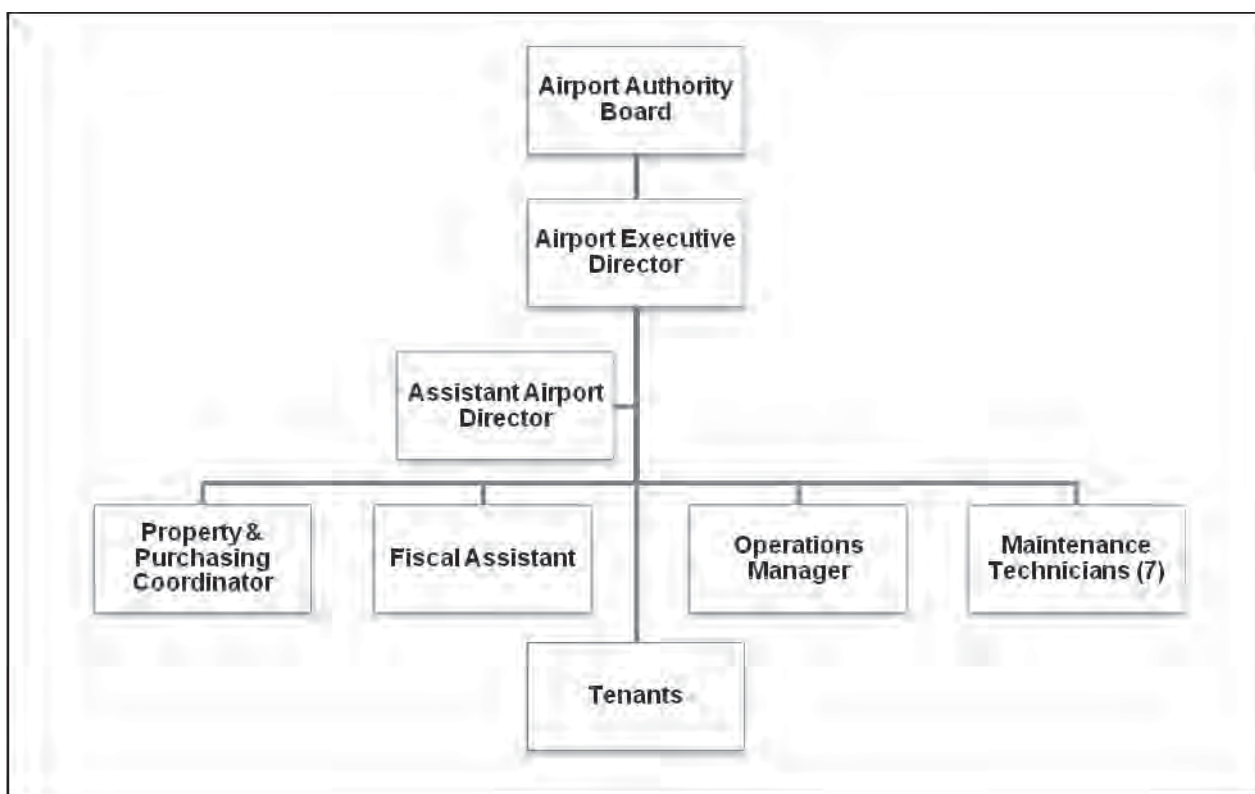 Airport Authority
Board
Airport Executive
Director
Assistant Airport
Director
Property &
Purchasing
Coordinator
Fiscal Assistant
Operations
Manager
Maintenance
Technicians (7)
Tenants